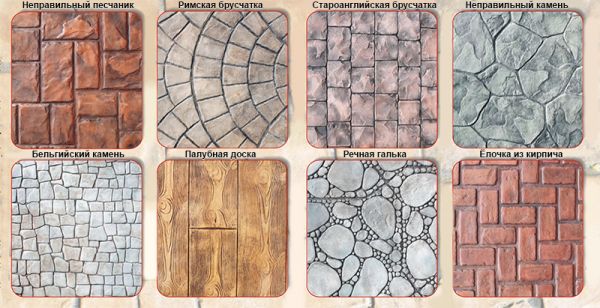 Неправильный песчаник
Римская брусчатка
Староанглийская брусчатка
Неправильный камень
Бельгийский камень
Палубная доска
Речная галька
Ёлочка из кирпича